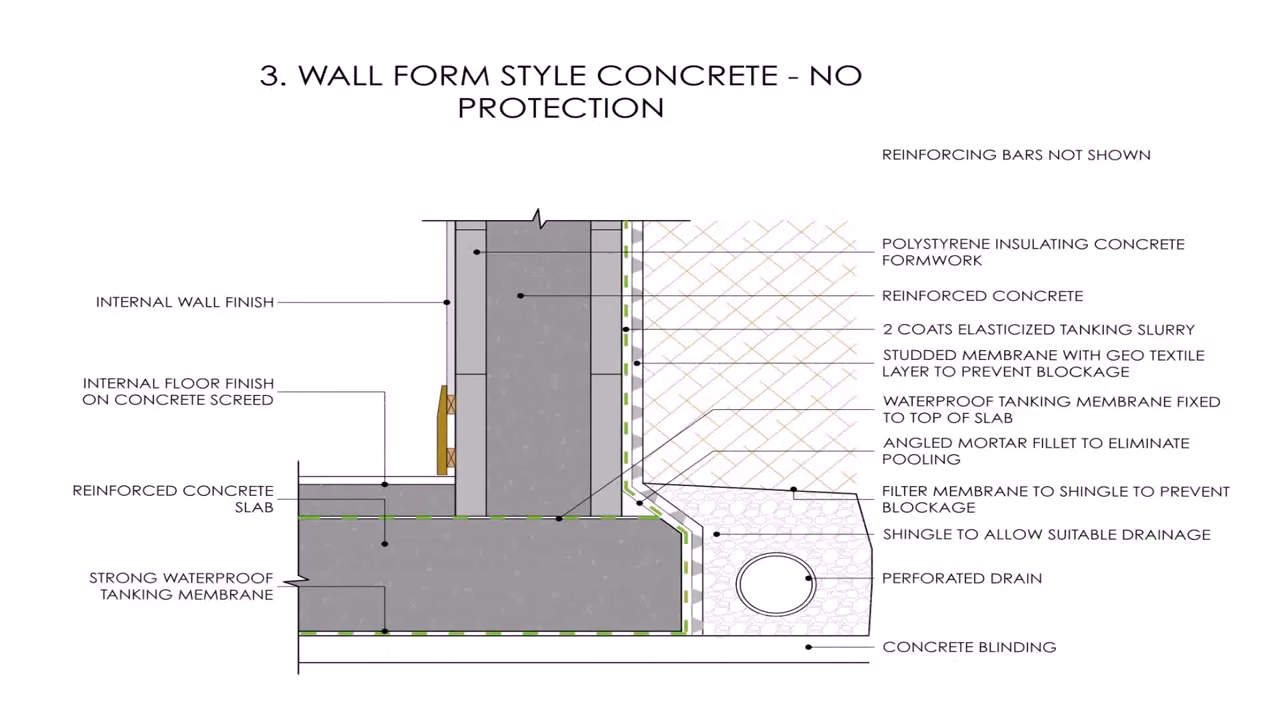 3. WALL FORM STYLE CONCRETE - NO
PROTECTION
REINFORCING BARS NOT SHOWN
INTERNAL WALL FINISH
INTERNAL FLOOR FINISH
ON CONCRETE SCREED
REINFORCED CONCRETE
SLAB
STRONG WATERPROOF
TANKING MEMBRANE
POLYSTYRENE INSULATING CONCRETE
FORMWORK
REINFORCED CONCRETE
2 COATS ELASTICIZED TANKING SLURRY
STUDDED MEMBRANE WITH GEO TEXTILE
LAYER TO PREVENT BLOCKAGE
WATERPROOF TANKING MEMBRANE FIXED
TO TOP OF SLAB
ANGLED MORTAR FILLET TO ELIMINATE
POOLING
FILTER MEMBRANE TO SHINGLE TO PREVENT
BLOCKAGE
SHINGLE TO ALLOW SUITABLE DRAINAGE
PERFORATED DRAIN
CONCRETE BLINDING